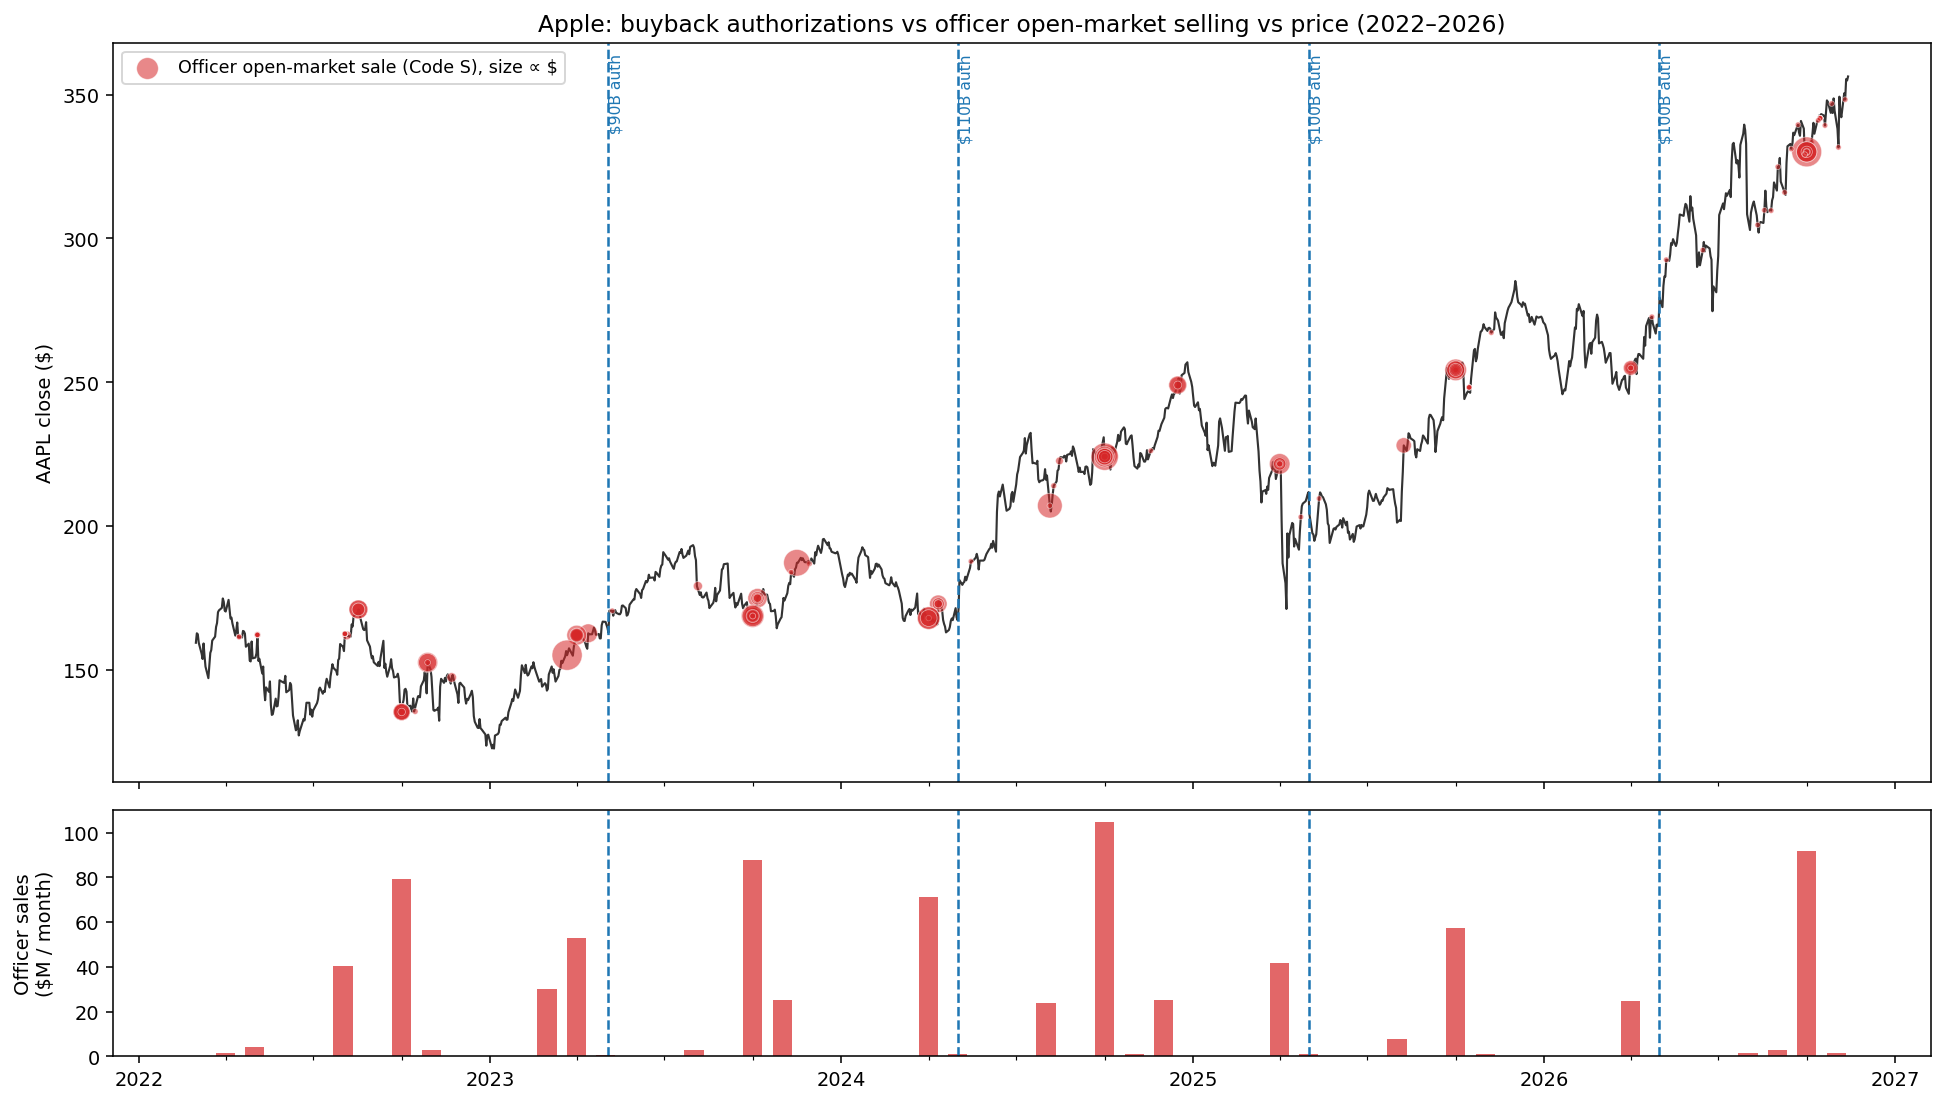 Apple: buyback authorizations vs officer open-market selling vs price (2022–2026)
Officer open-market sale (Code S), size ∝ $
$90B auth
$110B auth
$100B auth
$100B auth
AAPL close ($)
350
300
250
200
150
Officer sales
($M / month)
100
80
60
40
20
0
2022
2023
2024
2025
2026
2027